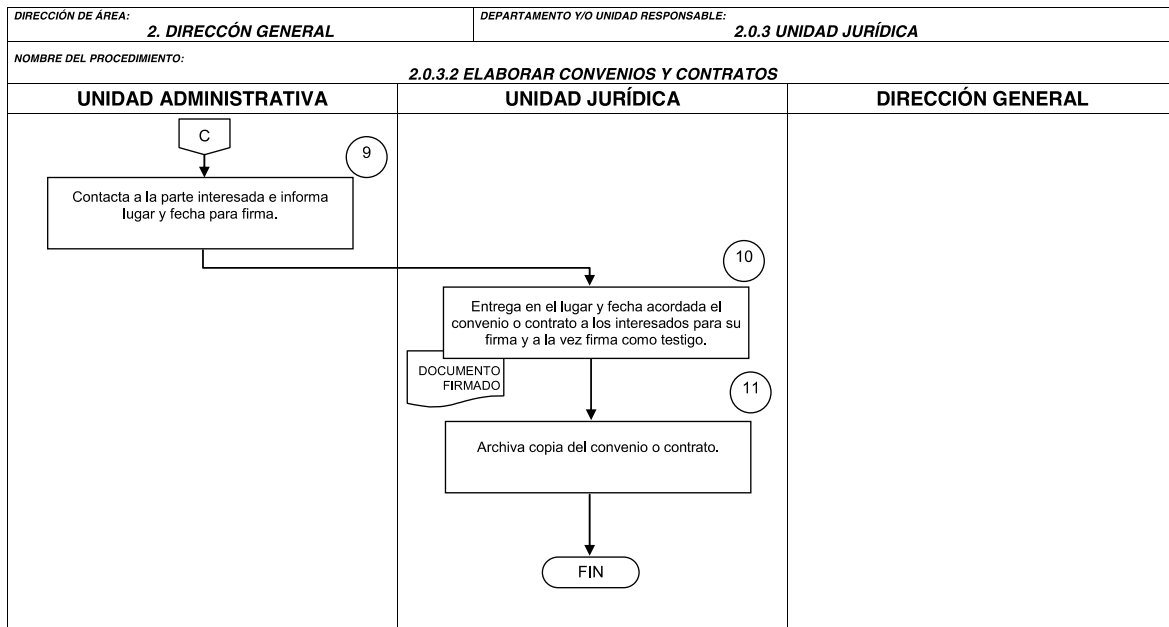 DIRECCIÓN DE ÁREA:
2. DIRECCÓN GENERAL
DEPARTAMENTO Y/O UNIDAD RESPONSABLE:
2.0.3 UNIDAD JURÍDICA
NOMBRE DEL PROCEDIMIENTO:
2.0.3.2 ELABORAR CONVENIOS Y CONTRATOS
UNIDAD ADMINISTRATIVA
UNIDAD JURÍDICA
DIRECCIÓN GENERAL
C
9
Contacta a la parte interesada e informa
lugar y fecha para firma.
10
Entrega en el lugar y fecha acordada el
convenio o contrato a los interesados para su
firma y a la vez firma como testigo.
DOCUMENTO
FIRMADO
11
Archiva copia del convenio o contrato.
FIN